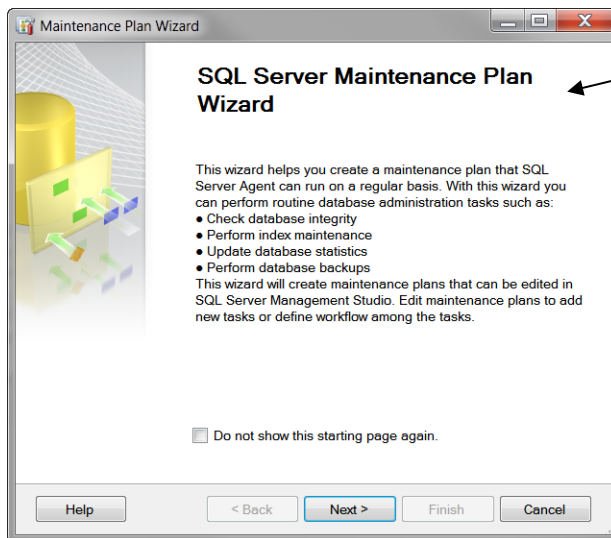 Maintenance Plan Wizard
SQL Server Maintenance Plan
Wizard
This wizard helps you create a maintenance plan that SQL
Server Agent can run on a regular basis. With this wizard you
can perform routine database administration tasks such as:
● Check database integrity
● Perform index maintenance
● Update database statistics
● Perform database backups
This wizard will create maintenance plans that can be edited in
SQL Server Management Studio. Edit maintenance plans to add
new tasks or define workflow among the tasks.
Do not show this starting page again.
Help < Back Next > Finish Cancel